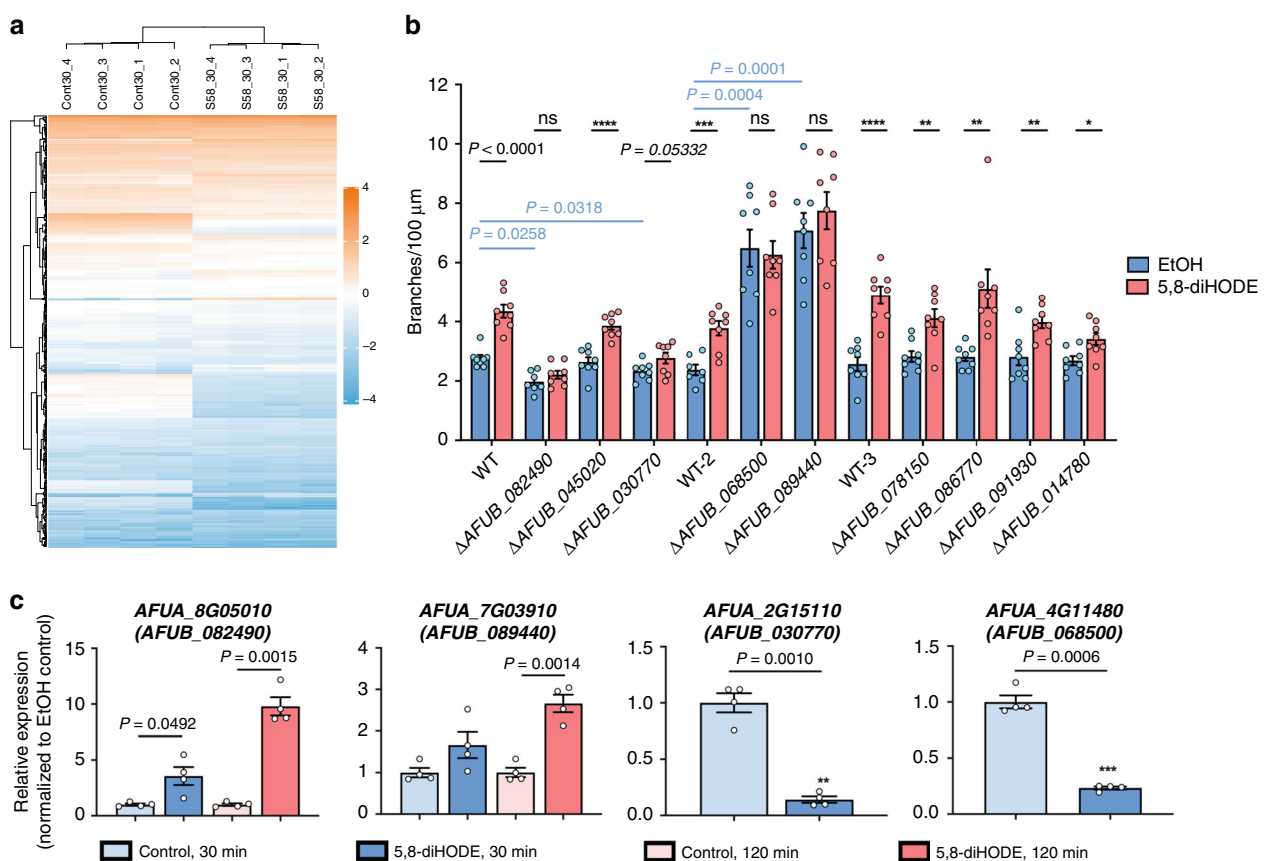 a
Cont30_4
Cont30_3
Cont30_1
Cont30_2
S58_30_4
S58_30_3
S58_30_1
S58_30_2
4
2
0
−2
−4
b
Branches/100 μm
12
10
8
6
4
2
0
P < 0.0001
P = 0.0258
P = 0.0318
ns
****
P = 0.05332
***
P = 0.0004
P = 0.0001
ns
ns
****
**
**
**
*
EtOH
5,8-diHODE
WT
ΔAFUB_082490
ΔAFUB_045020
ΔAFUB_030770
WT-2
ΔAFUB_068500
ΔAFUB_089440
WT-3
ΔAFUB_078150
ΔAFUB_086770
ΔAFUB_091930
ΔAFUB_014780
c
Relative expression
(normalized to EtOH control)
AFUA_8G05010
(AFUB_082490)
15
10
5
0
P = 0.0492
P = 0.0015
AFUA_7G03910
(AFUB_089440)
4
3
2
1
0
P = 0.0014
AFUA_2G15110
(AFUB_030770)
1.5
1.0
0.5
0.0
P = 0.0010
**
AFUA_4G11480
(AFUB_068500)
1.5
1.0
0.5
0.0
P = 0.0006
***
Control, 30 min
5,8-diHODE, 30 min
Control, 120 min
5,8-diHODE, 120 min